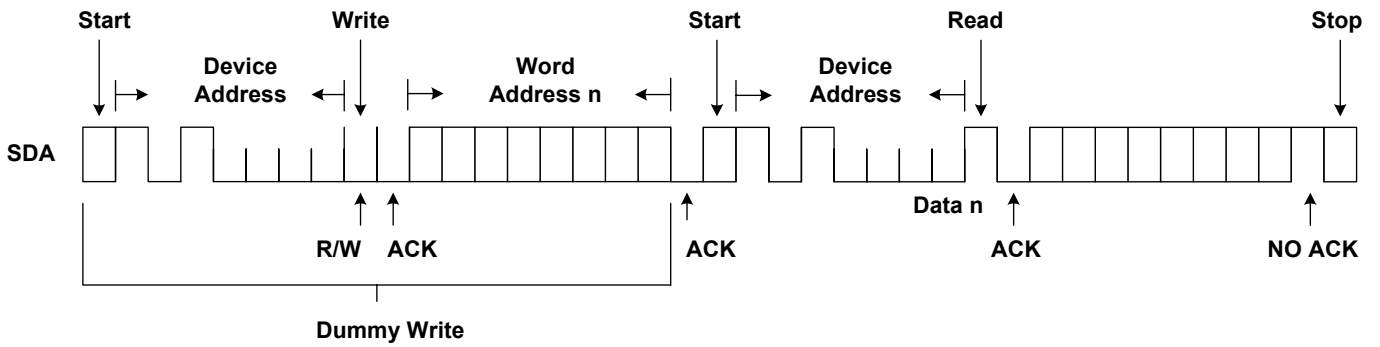 Start
Write
Start
Read
Stop
Device
Address
Word
Address n
Device
Address
SDA
Data n
R/W
ACK
ACK
ACK
NO ACK
Dummy Write